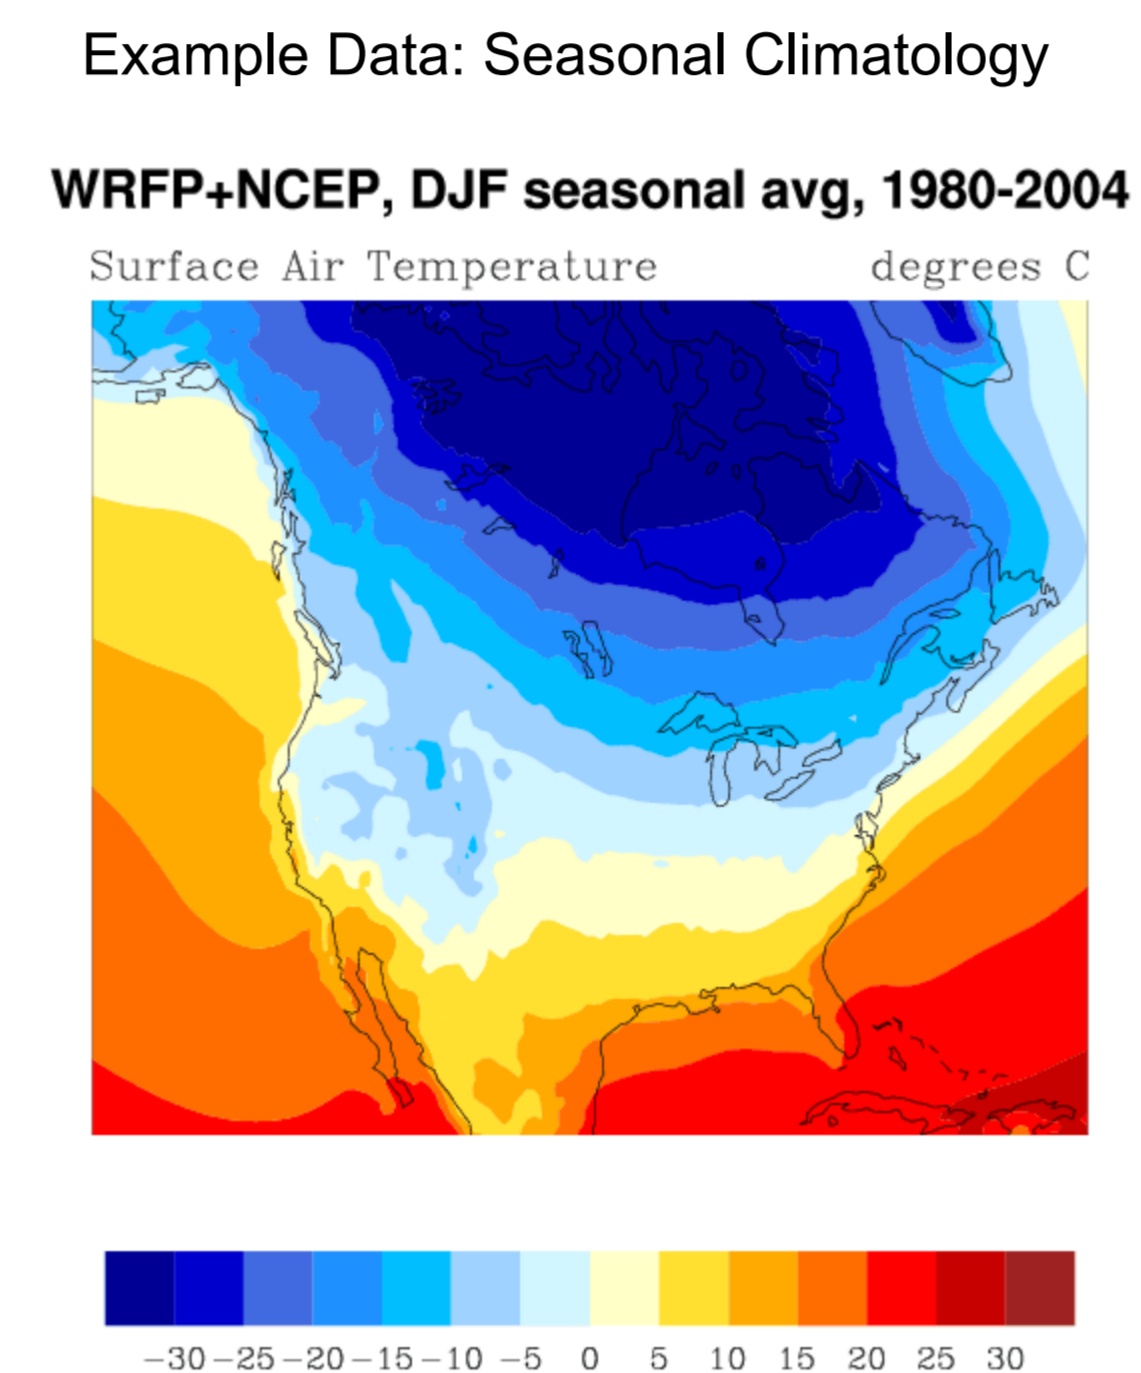 Example Data: Seasonal Climatology
WRFP+NCEP, DJF seasonal avg, 1980-2004
Surface Air Temperature degrees C
−30 −25 −20 −15 −10 −5 0 5 10 15 20 25 30